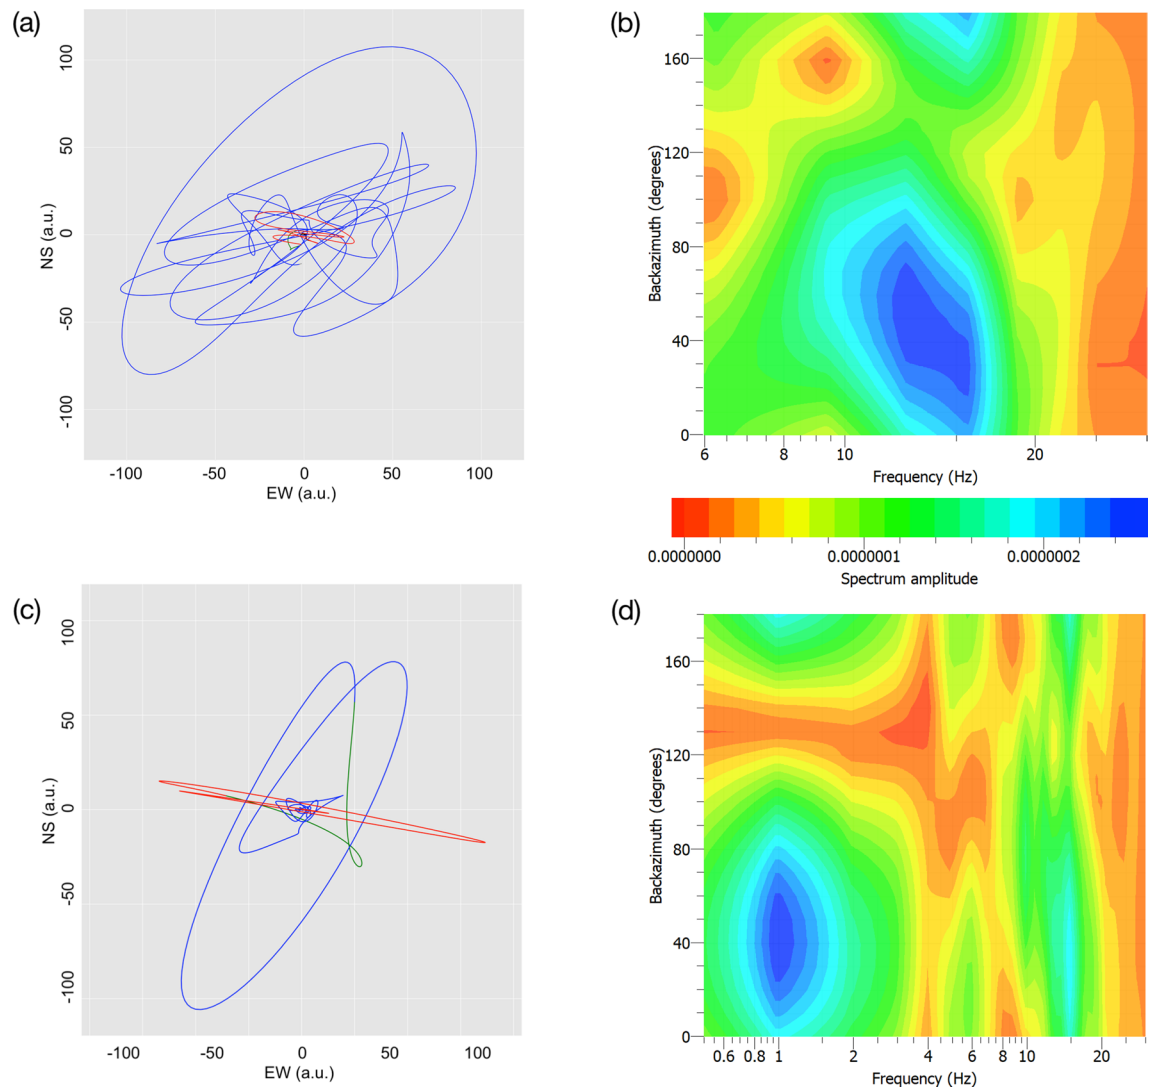 (a)
100
50
0
-50
-100
NS (a.u.)
-100 -50 0 50 100
EW (a.u.)
(b)
160
120
80
40
0
Backazimuth (degrees)
6 8 10 20
Frequency (Hz)
0.0000000 0.0000001 0.0000002
Spectrum amplitude
(c)
100
50
0
-50
-100
NS (a.u.)
-100 -50 0 50 100
EW (a.u.)
(d)
160
120
80
40
0
Backazimuth (degrees)
0.6 0.8 1 2 4 6 8 10 20
Frequency (Hz)